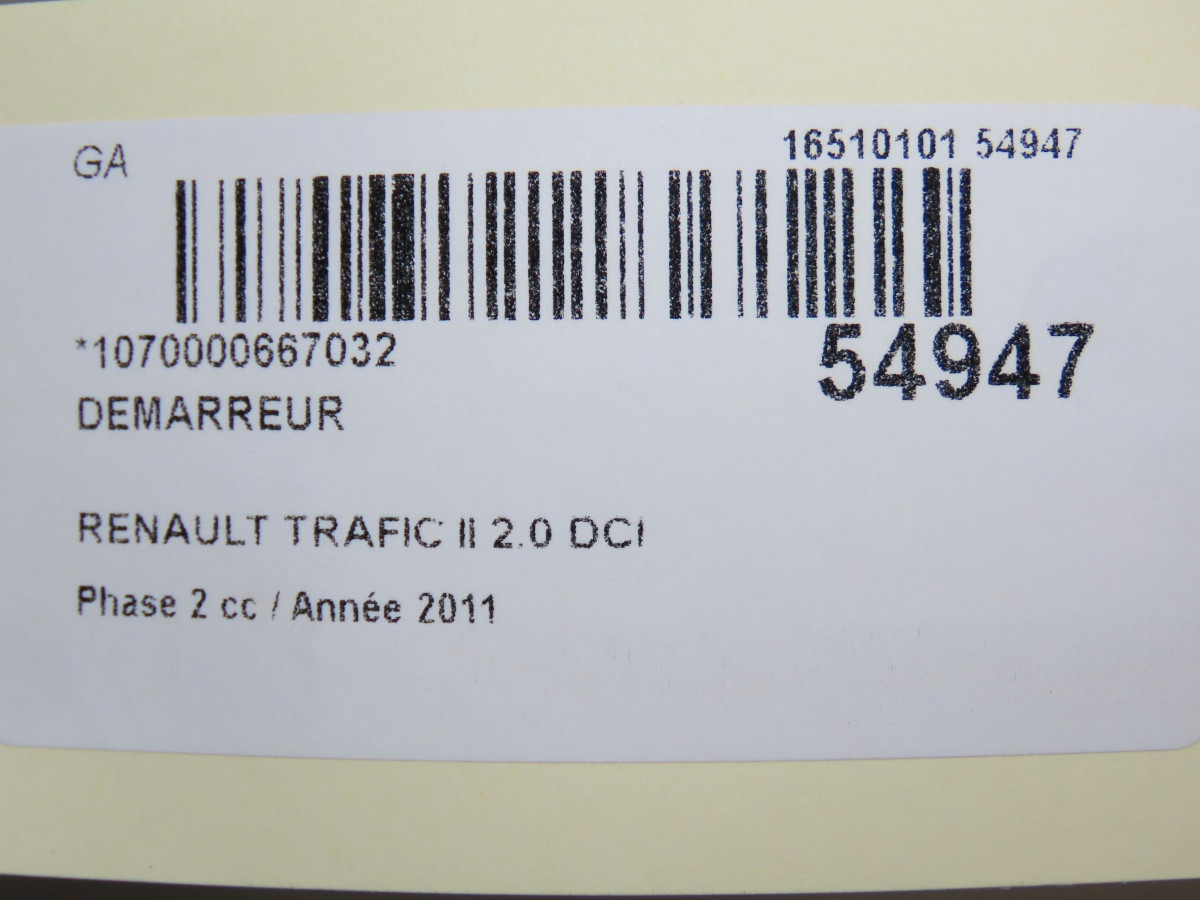 GA
16510101 54947
*1070000667032
54947
DEMARREUR
RENAULT TRAFIC II 2.0 DCI
Phase 2 cc / Année 2011